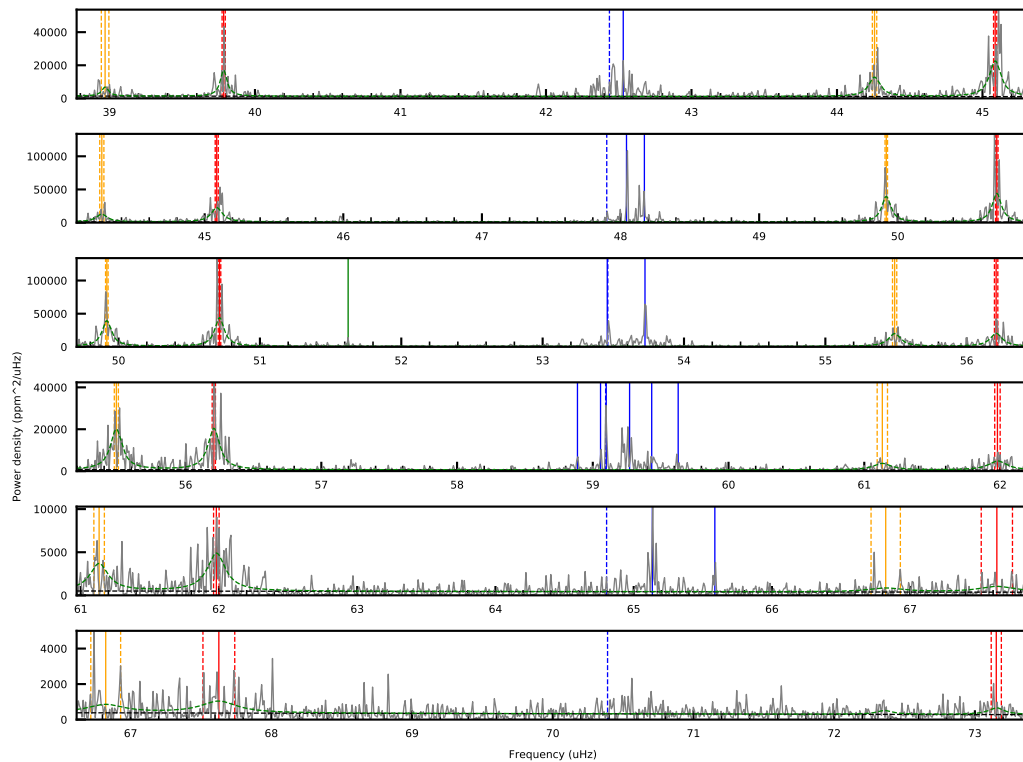 40000
20000
0
39 40 41 42 43 44 45
100000
50000
0
45 46 47 48 49 50
100000
50000
0
50 51 52 53 54 55 56
40000
20000
0
56 57 58 59 60 61 62
10000
5000
0
61 62 63 64 65 66 67
4000
2000
0
67 68 69 70 71 72 73
Power density (ppm^2/uHz)
Frequency (uHz)